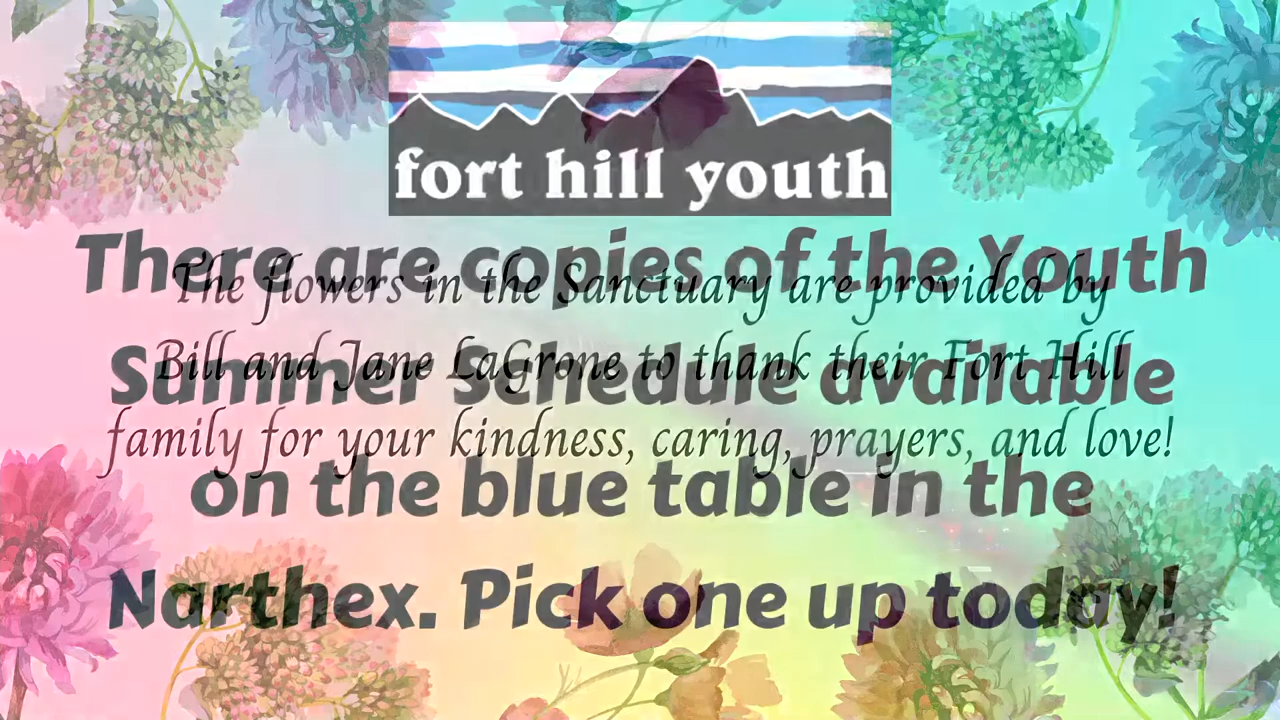 fort hill youth
There are copies of the Youth
Summer Schedule available
on the blue table in the
Narthex. Pick one up today!
The flowers in the Sanctuary are provided by
Bill and Jane LaGrone to thank their Fort Hill
family for your kindness, caring, prayers, and love!